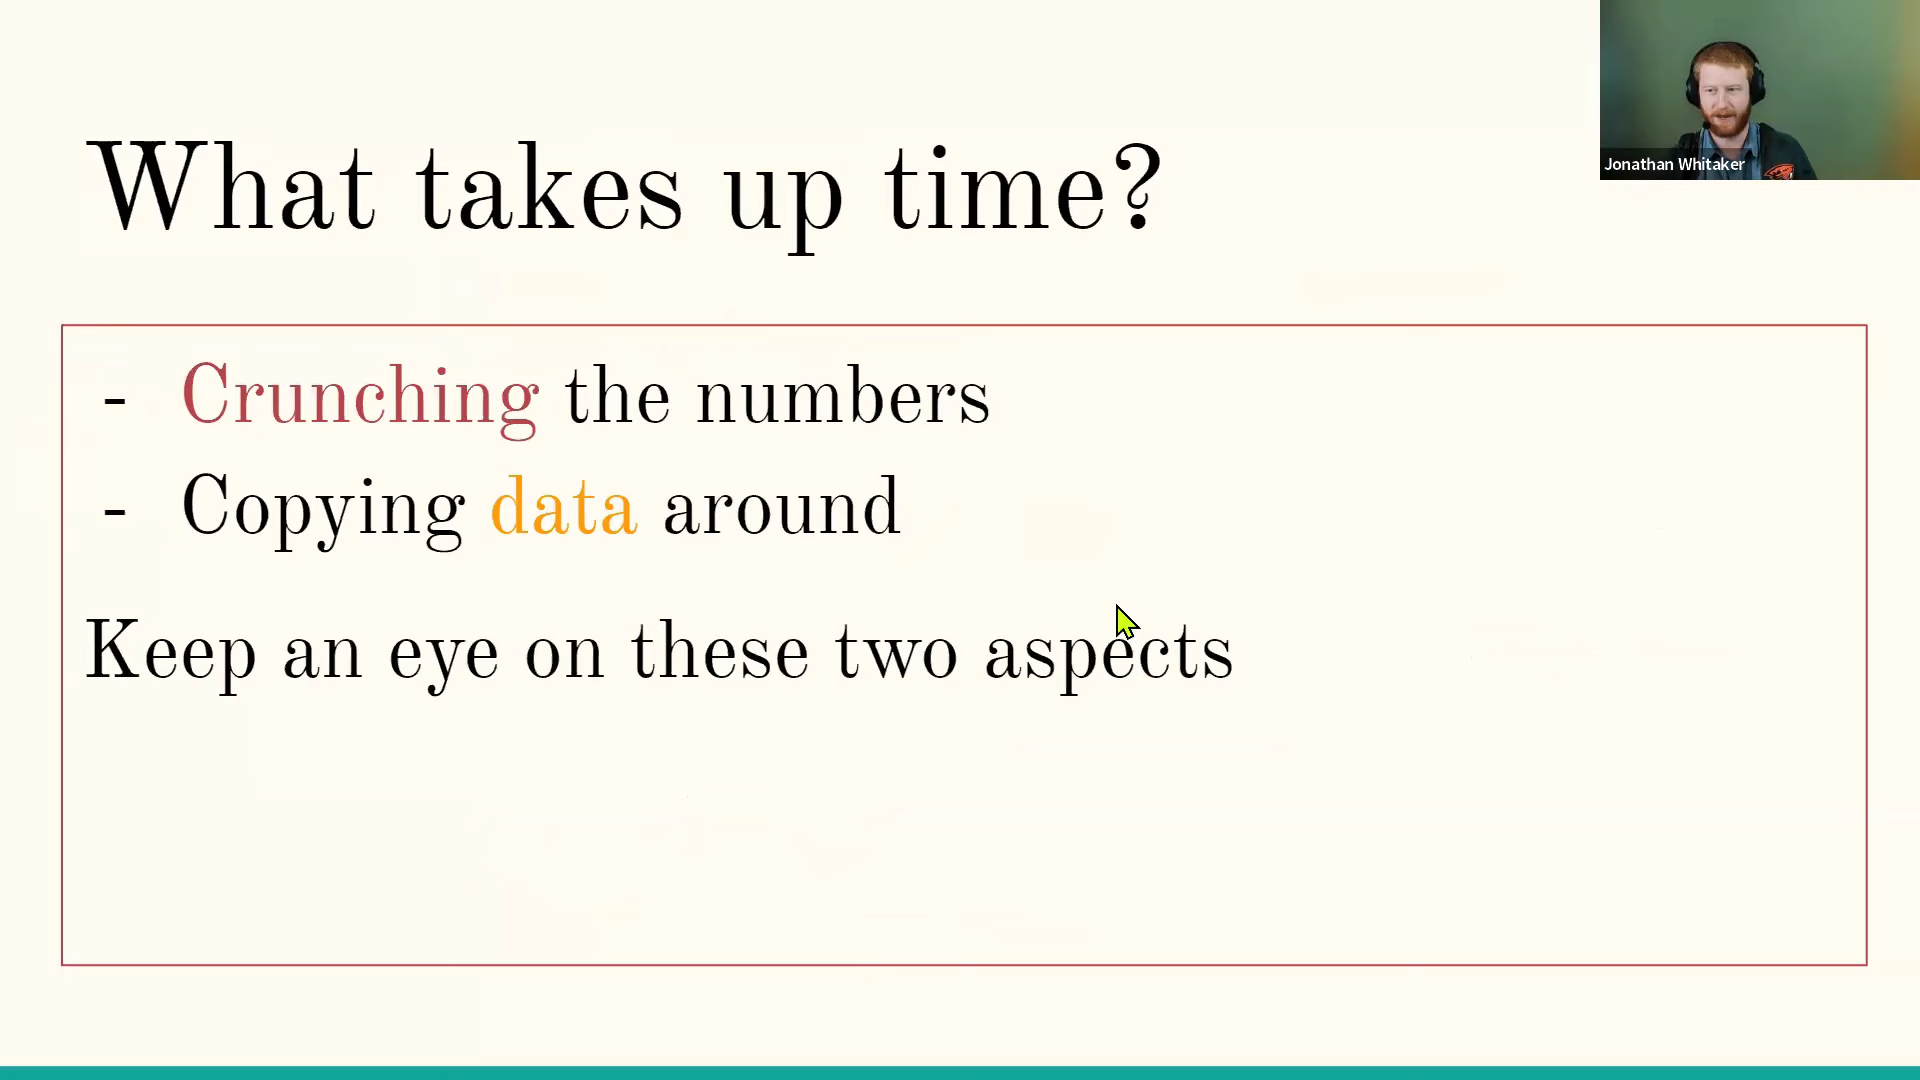 What takes up time?
Jonathan Whitaker
- Crunching the numbers
- Copying data around
Keep an eye on these two aspects